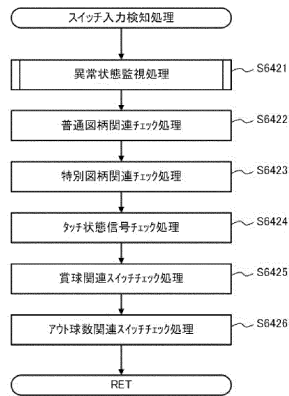 スイッチ入力検知処理
異常状態監視処理
S6421
普通図柄関連チェック処理
S6422
特別図柄関連チェック処理
S6423
タッチ状態信号チェック処理
S6424
賞球関連スイッチチェック処理
S6425
アウト球数関連スイッチチェック処理
S6426
RET